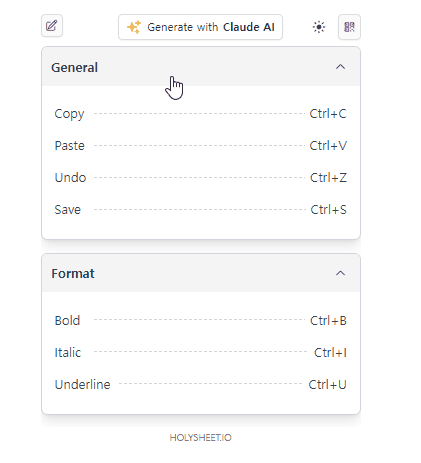 Generate with Claude AI
General
Copy Ctrl+C
Paste Ctrl+V
Undo Ctrl+Z
Save Ctrl+S
Format
Bold Ctrl+B
Italic Ctrl+I
Underline Ctrl+U
HOLYSHEET.IO